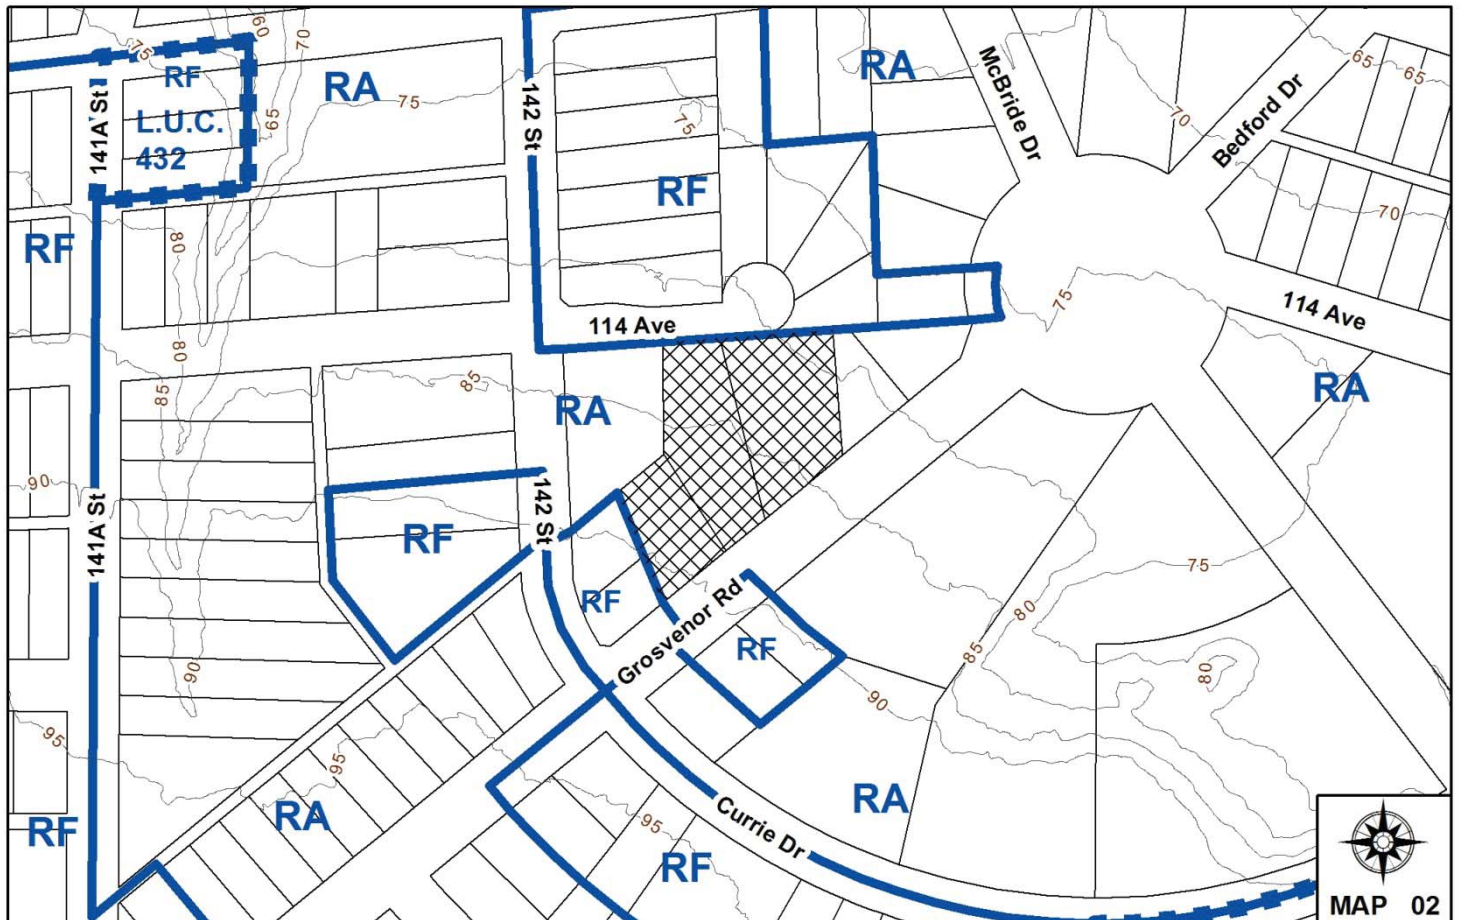 60
70
75
RF
RA
75
RA
65
65
141A St
L.U.C.
432
65
142 St
75
McBride Dr
70
Bedford Dr
RF
70
RF
80
114 Ave
75
114 Ave
80
85
85
RA
RA
90
141A St
142 St
RF
75
RF
Grosvenor Rd
80
RF
85
80
90
90
95
95
RA
RA
RF
95
Currie Dr
RF
MAP 02